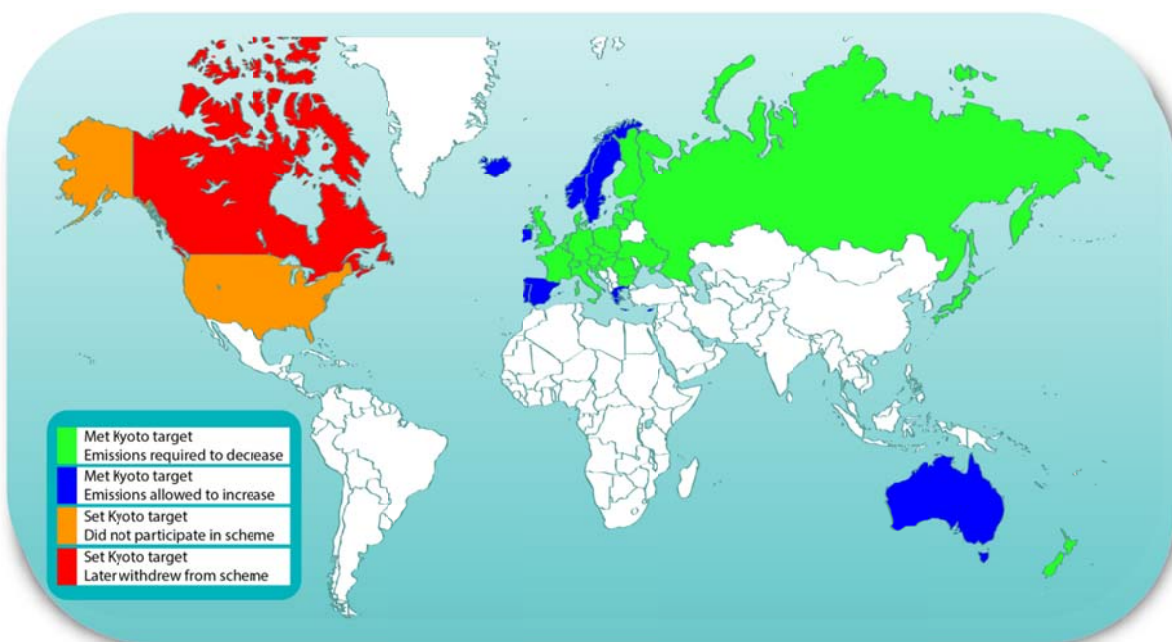 Met Kyoto target
Emissions required to decrease
Met Kyoto target
Emissions allowed to increase
Set Kyoto target
Did not participate in scheme
Set Kyoto target
Later withdrew from scheme